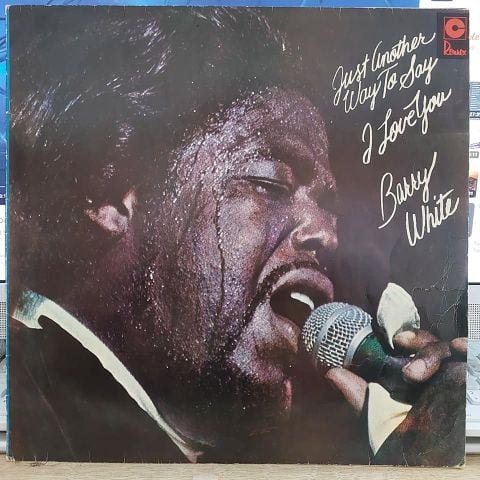 Just Another
Way To Say
I Love You
Barry
White